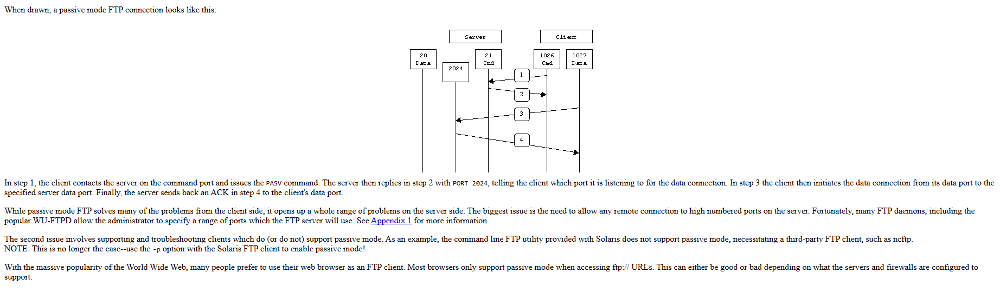 When drawn, a passive mode FTP connection looks like this:
Server
Client
20
Data
2024
21
Cmd
1026
Cmd
1027
Data
1
2
3
4
In step 1, the client contacts the server on the command port and issues the PASV command. The server then replies in step 2 with PORT 2024, telling the client which port it is listening to for the data connection. In step 3 the client then initiates the data connection from its data port to the
specified server data port. Finally, the server sends back an ACK in step 4 to the client's data port.
While passive mode FTP solves many of the problems from the client side, it opens up a whole range of problems on the server side. The biggest issue is the need to allow any remote connection to high numbered ports on the server. Fortunately, many FTP daemons, including the
popular WU-FTPD allow the administrator to specify a range of ports which the FTP server will use. See Appendix 1 for more information.
The second issue involves supporting and troubleshooting clients which do (or do not) support passive mode. As an example, the command line FTP utility provided with Solaris does not support passive mode, necessitating a third-party FTP client, such as ncftp.
NOTE: This is no longer the case--use the -p option with the Solaris FTP client to enable passive mode!
With the massive popularity of the World Wide Web, many people prefer to use their web browser as an FTP client. Most browsers only support passive mode when accessing ftp:// URLs. This can either be good or bad depending on what the servers and firewalls are configured to
support.